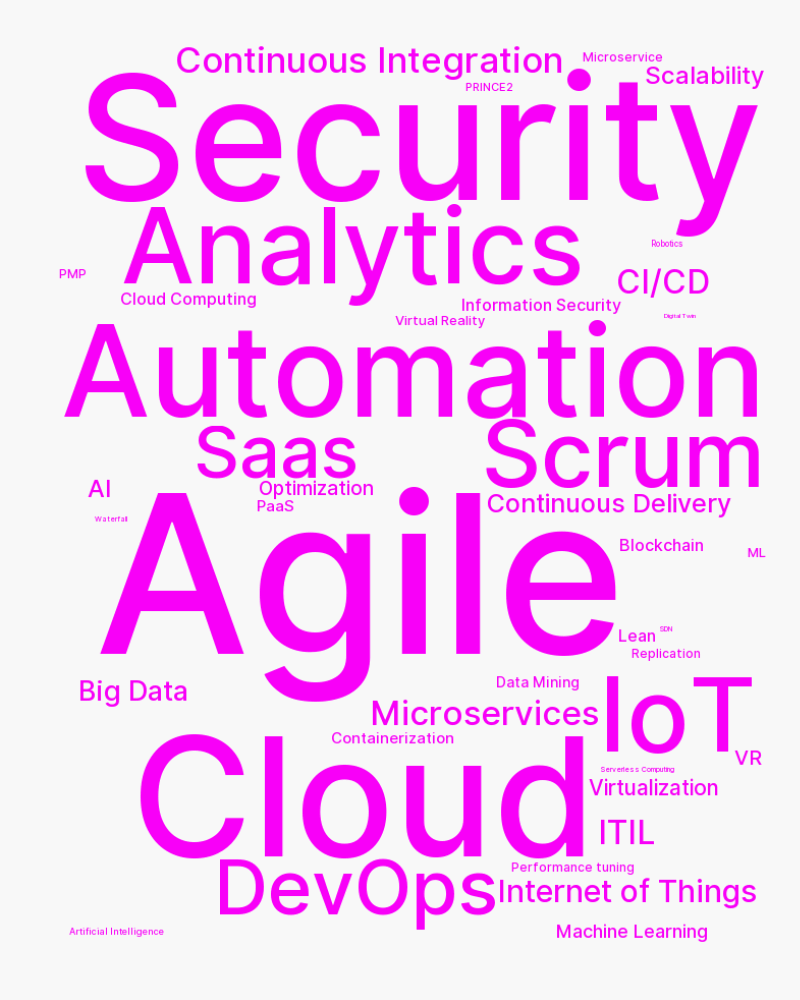 Continuous Integration
Microservice
Scalability
PRINCE2
Security
Analytics
Robotics
PMP
CI/CD
Cloud Computing
Information Security
Digital Twin
Virtual Reality
Automation
Saas
Scrum
AI
Optimization
PaaS
Continuous Delivery
Waterfall
Agile
Blockchain
ML
Lean
SDN
Replication
Big Data
Data Mining
Microservices
IoT
Containerization
VR
Cloud
Serverless Computing
Virtualization
ITIL
DevOps
Performance tuning
Internet of Things
Artificial Intelligence
Machine Learning